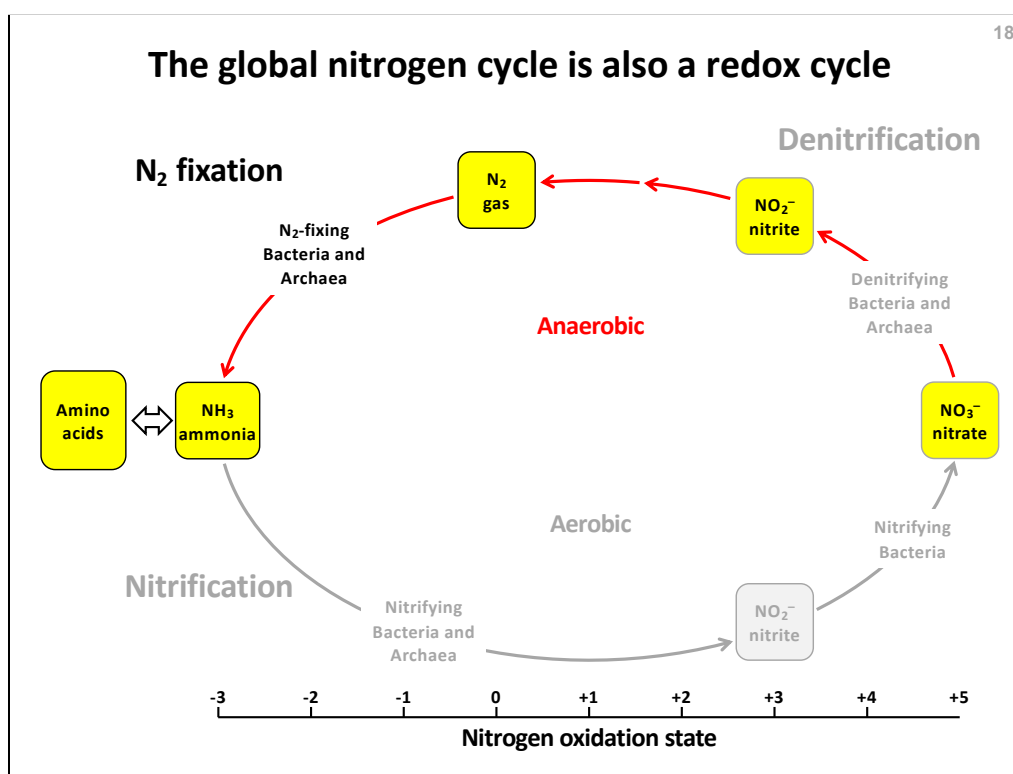 18
The global nitrogen cycle is also a redox cycle
Denitrification
N₂ fixation
N₂
gas
NO₂⁻
nitrite
N₂-fixing
Bacteria and
Archaea
Denitrifying
Bacteria and
Archaea
Anaerobic
Amino
acids
NH₃
ammonia
NO₃⁻
nitrate
Aerobic
Nitrifying
Bacteria
Nitrification
Nitrifying
Bacteria and
Archaea
NO₂⁻
nitrite
-3 -2 -1 0 +1 +2 +3 +4 +5
Nitrogen oxidation state